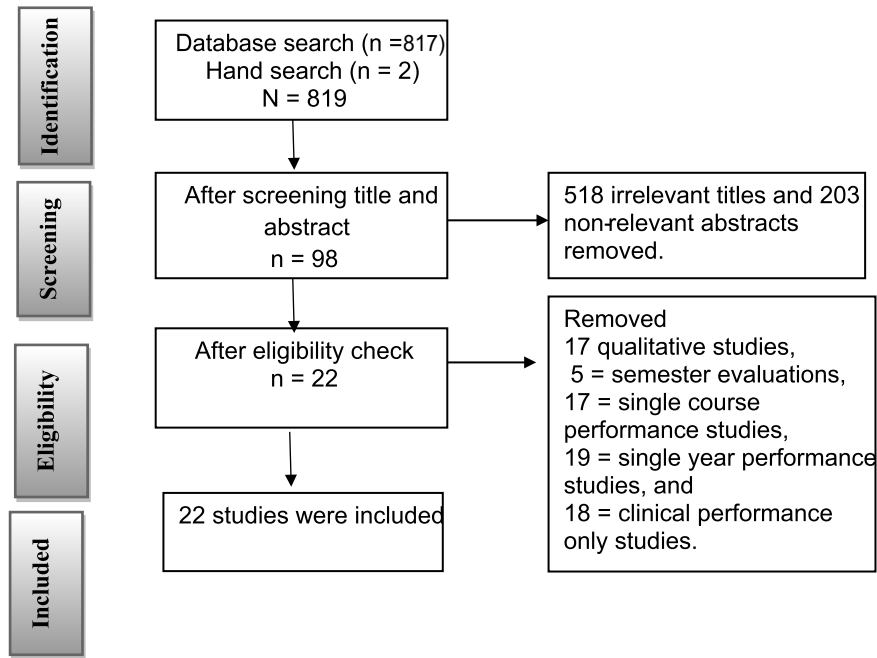 Identification
Database search (n =817)
Hand search (n = 2)
N = 819
Screening
After screening title and
abstract
n = 98
518 irrelevant titles and 203
non-relevant abstracts
removed.
Eligibility
After eligibility check
n = 22
Removed
17 qualitative studies,
5 = semester evaluations,
17 = single course
performance studies,
19 = single year performance
studies, and
18 = clinical performance
only studies.
Included
22 studies were included